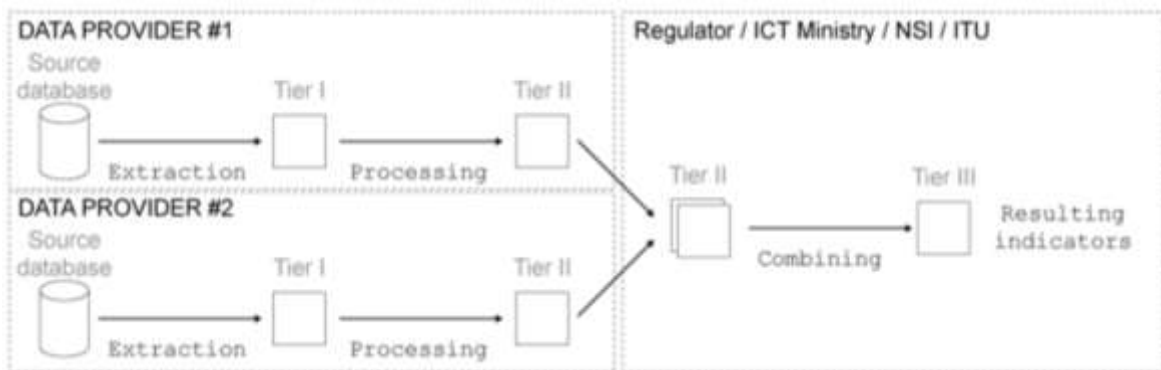 DATA PROVIDER #1
Source
database
Tier I
Tier II
Extraction
Processing
DATA PROVIDER #2
Source
database
Tier I
Tier II
Extraction
Processing
Regulator / ICT Ministry / NSI / ITU
Tier II
Tier III
Combining
Resulting
indicators